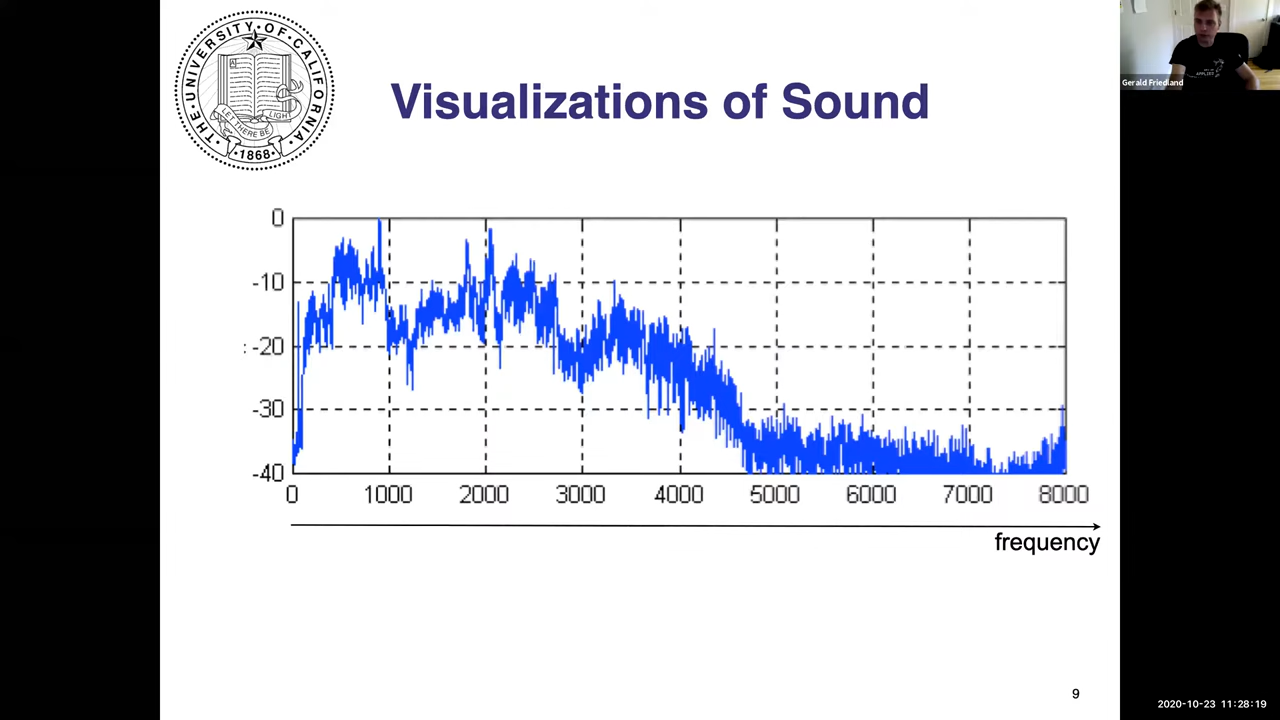 THE·UNIVERSITY·OF·CALIFORNIA·
A
LET THERE BE LIGHT
·1868·
Gerald Friedland
Visualizations of Sound
0
-10
-20
-30
-40
0 1000 2000 3000 4000 5000 6000 7000 8000
frequency
9
2020-10-23 11:28:19